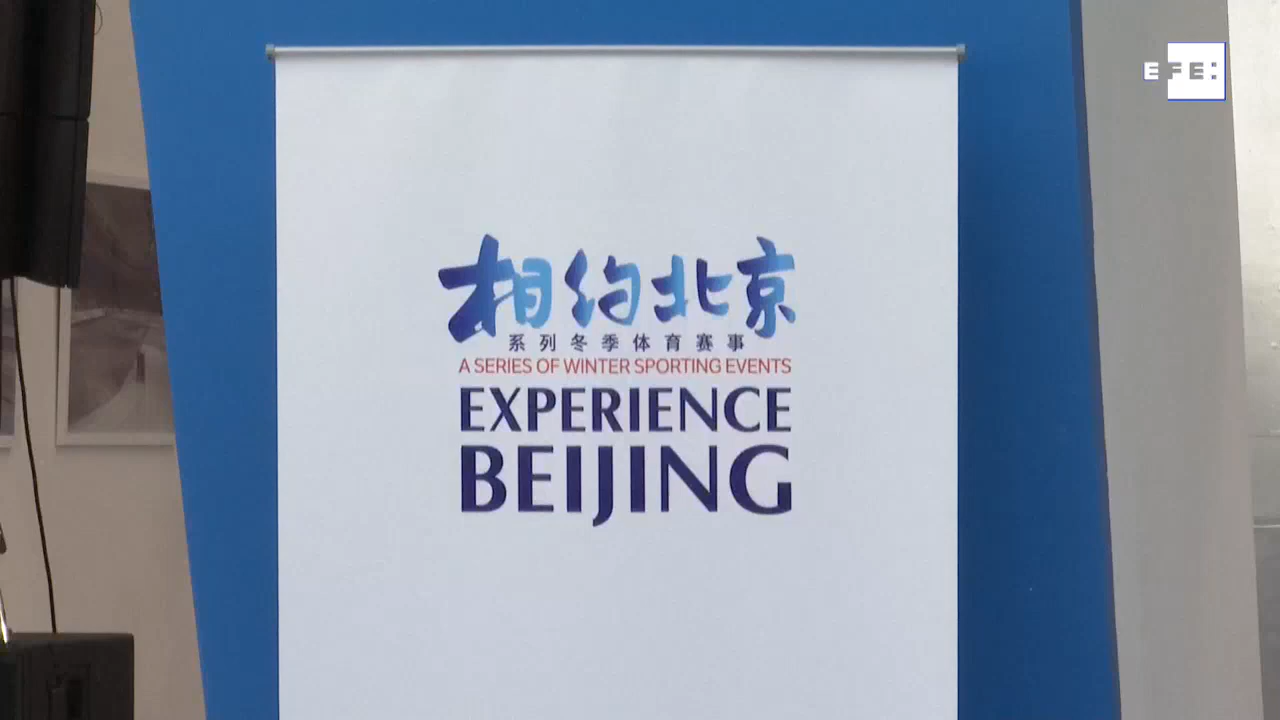 EFE:
相约北京
系列冬季体育赛事
A SERIES OF WINTER SPORTING EVENTS
EXPERIENCE
BEIJING